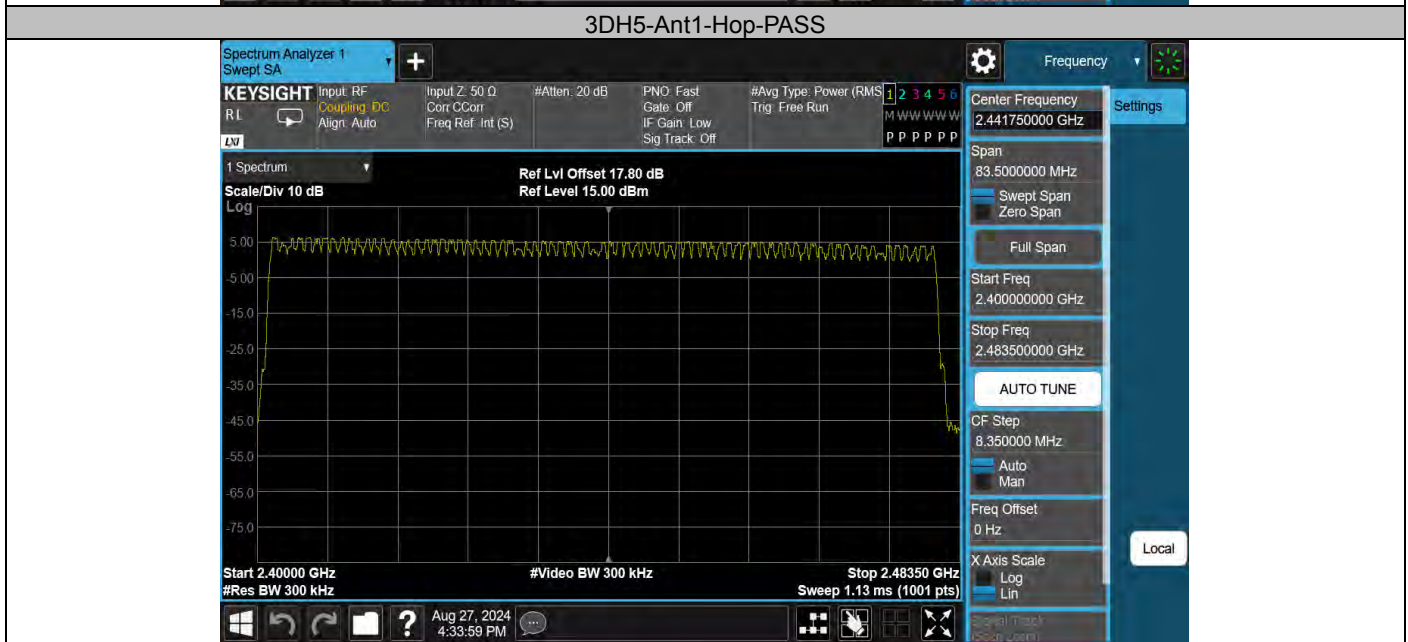 3DH5-Ant1-Hop-PASS
Spectrum Analyzer 1
Swept SA
+
Frequency
KEYSIGHT
RL
LXI
Input: RF
Coupling: DC
Align: Auto
Input Z: 50 Ω
Corr CCorr
Freq Ref: Int (S)
#Atten: 20 dB
PNO: Fast
Gate: Off
IF Gain: Low
Sig Track: Off
#Avg Type: Power (RMS
Trig: Free Run
1 2 3 4 5 6
M W W W W W
P P P P P P
Center Frequency
2.441750000 GHz
Settings
Span
83.5000000 MHz
Swept Span
Zero Span
Full Span
Start Freq
2.400000000 GHz
Stop Freq
2.483500000 GHz
AUTO TUNE
CF Step
8.350000 MHz
Auto
Man
Freq Offset
0 Hz
X Axis Scale
Log
Lin
Signal Track
(Span Zoom)
Local
1 Spectrum
Scale/Div 10 dB
Ref Lvl Offset 17.80 dB
Ref Level 15.00 dBm
Log
5.00
-5.00
-15.0
-25.0
-35.0
-45.0
-55.0
-65.0
-75.0
Start 2.40000 GHz
#Res BW 300 kHz
#Video BW 300 kHz
Stop 2.48350 GHz
Sweep 1.13 ms (1001 pts)
?
Aug 27, 2024
4:33:59 PM